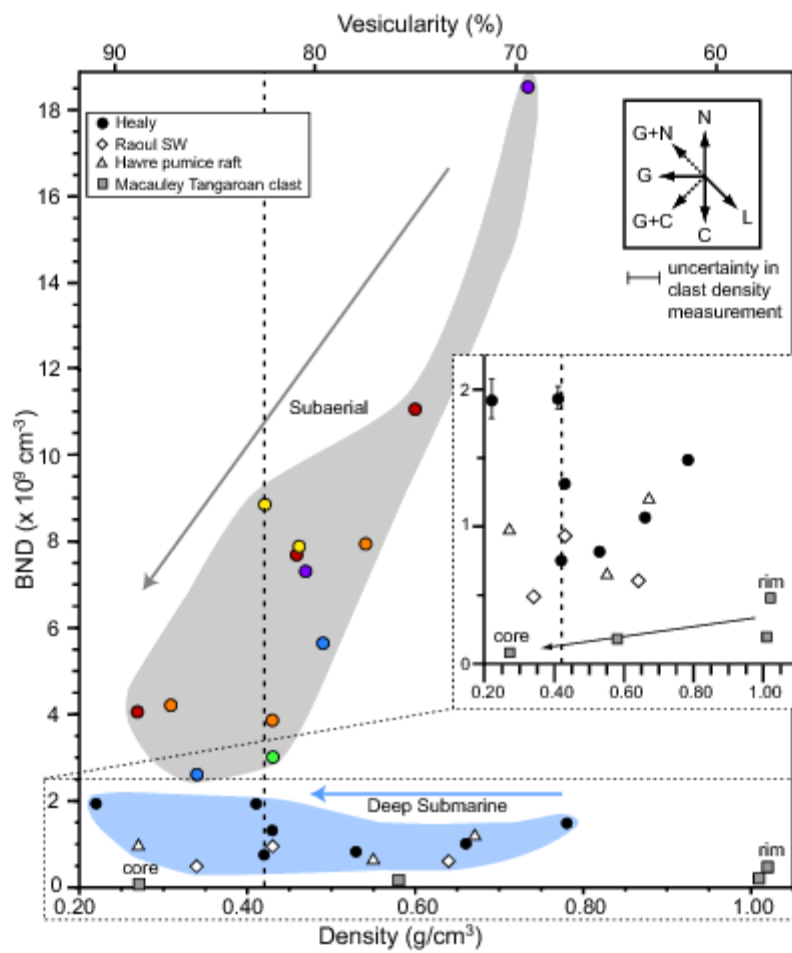 Vesicularity (%)
90 80 70 60
18
16
14
12
10
8
6
4
2
0
BND (x 10⁹ cm⁻³)
Healy
Raoul SW
Havre pumice raft
Macauley Tangaroan clast
N
G+N
G
G+C
C
L
uncertainty in
clast density
measurement
Subaerial
2
1
0
rim
core
0.20 0.40 0.60 0.80 1.00
Deep Submarine
core
rim
0.20 0.40 0.60 0.80 1.00
Density (g/cm³)